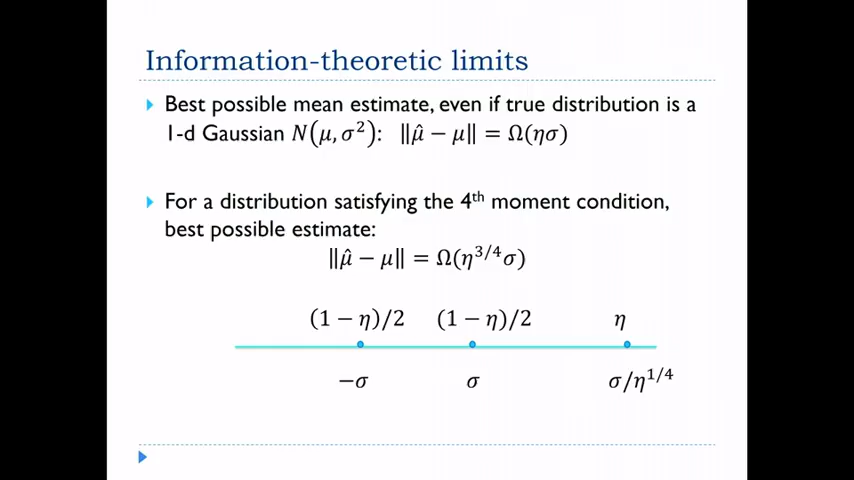 Information-theoretic limits
Best possible mean estimate, even if true distribution is a
1-d Gaussian N(μ, σ²): ‖μ̂ − μ‖ = Ω(ησ)
For a distribution satisfying the 4th moment condition,
best possible estimate:
‖μ̂ − μ‖ = Ω(η^{3/4}σ)
(1 − η)/2 (1 − η)/2 η
−σ σ σ/η^{1/4}